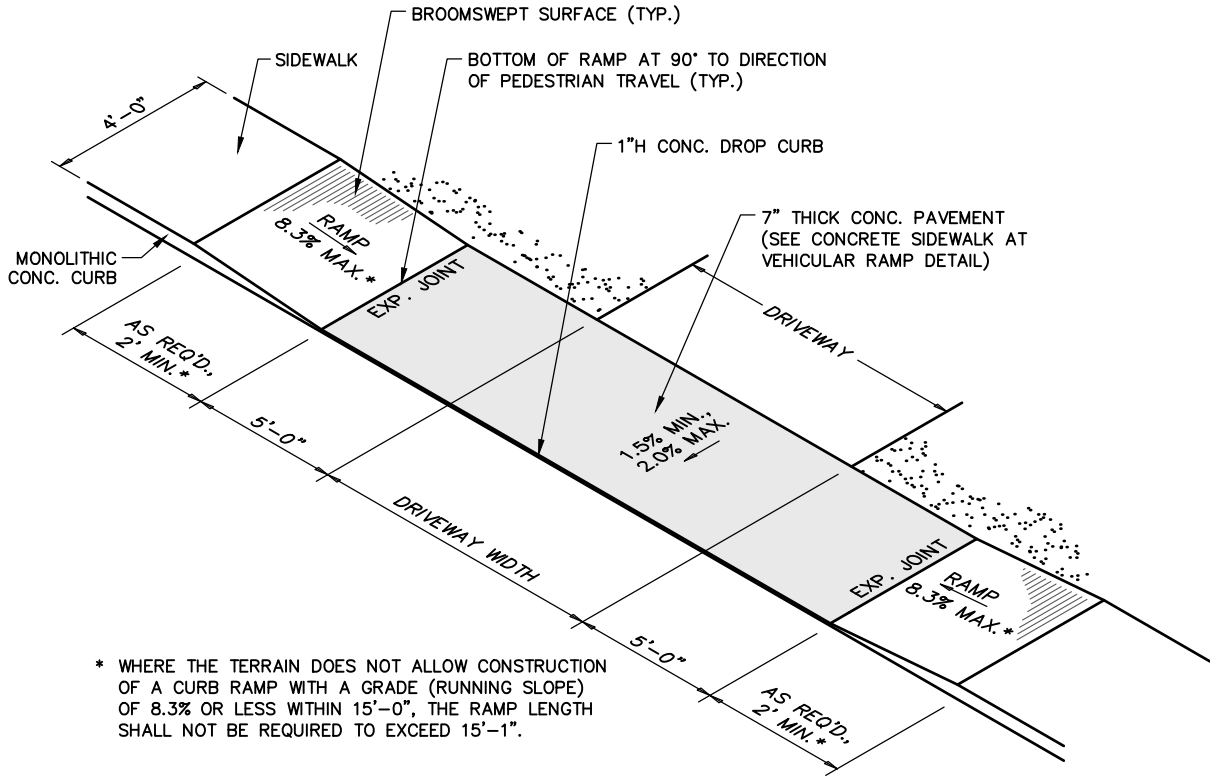 BROOMSWEPT SURFACE (TYP.)
SIDEWALK
BOTTOM OF RAMP AT 90° TO DIRECTION
OF PEDESTRIAN TRAVEL (TYP.)
4'-0"
1"H CONC. DROP CURB
7" THICK CONC. PAVEMENT
(SEE CONCRETE SIDEWALK AT
VEHICULAR RAMP DETAIL)
RAMP
8.3% MAX.*
MONOLITHIC
CONC. CURB
EXP. JOINT
DRIVEWAY
AS REQ'D.,
2' MIN.*
5'-0"
1.5% MIN.,
2.0% MAX.
DRIVEWAY WIDTH
EXP. JOINT
RAMP
8.3% MAX.*
5'-0"
AS REQ'D.,
2' MIN.*
* WHERE THE TERRAIN DOES NOT ALLOW CONSTRUCTION
OF A CURB RAMP WITH A GRADE (RUNNING SLOPE)
OF 8.3% OR LESS WITHIN 15'-0", THE RAMP LENGTH
SHALL NOT BE REQUIRED TO EXCEED 15'-1".